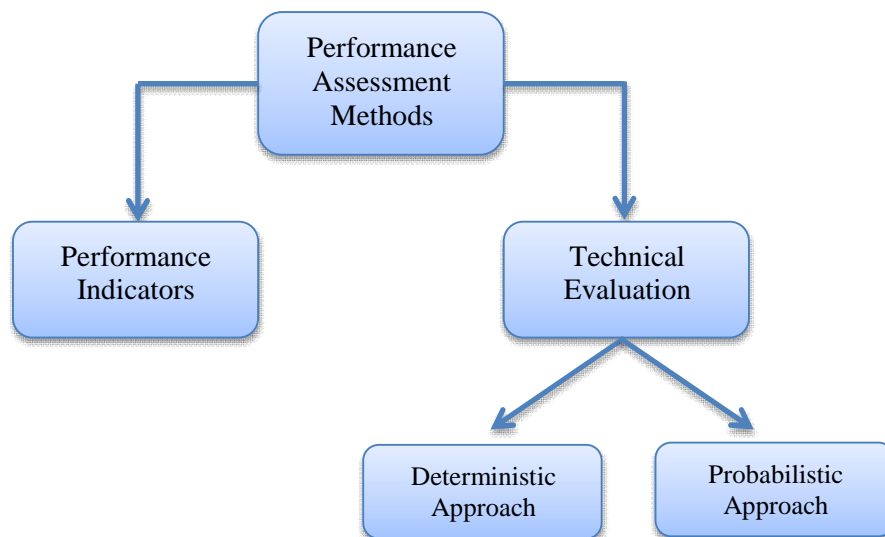 Performance
Assessment
Methods
Performance
Indicators
Technical
Evaluation
Deterministic
Approach
Probabilistic
Approach